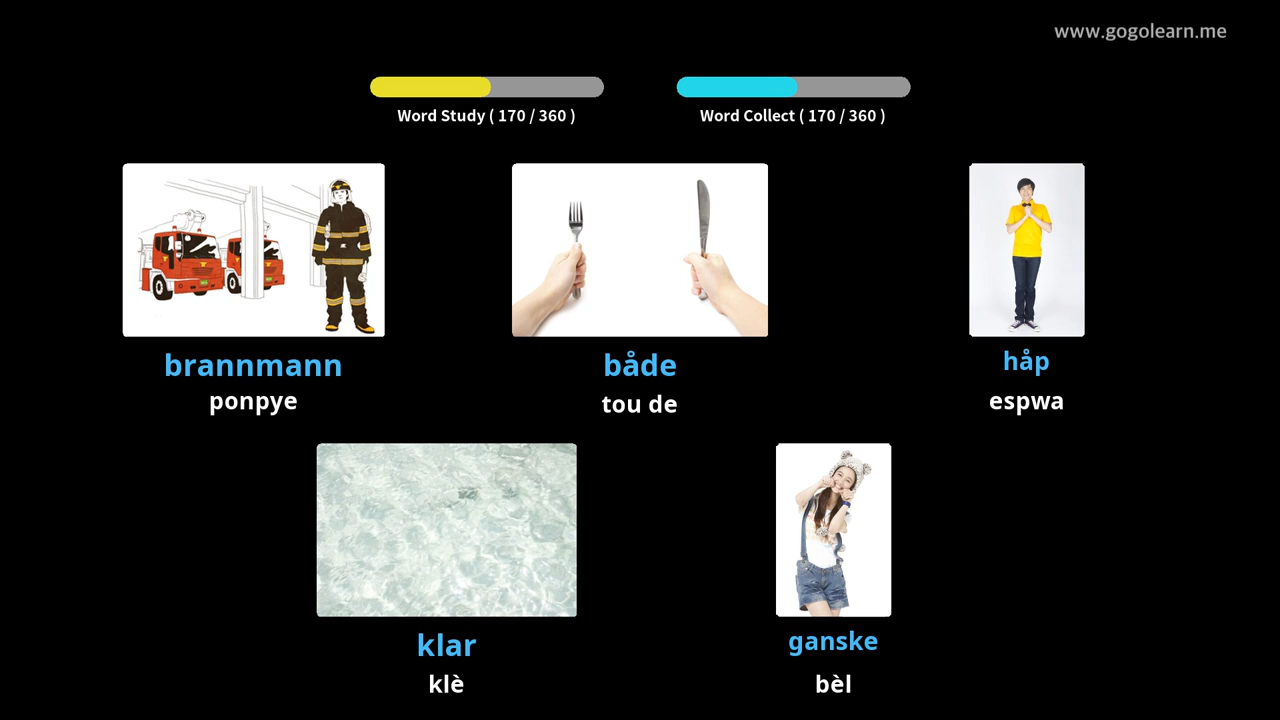 www.gogolearn.me
Word Study ( 170 / 360 )
Word Collect ( 170 / 360 )
brannmann
ponpye
både
tou de
håp
espwa
klar
klè
ganske
bèl